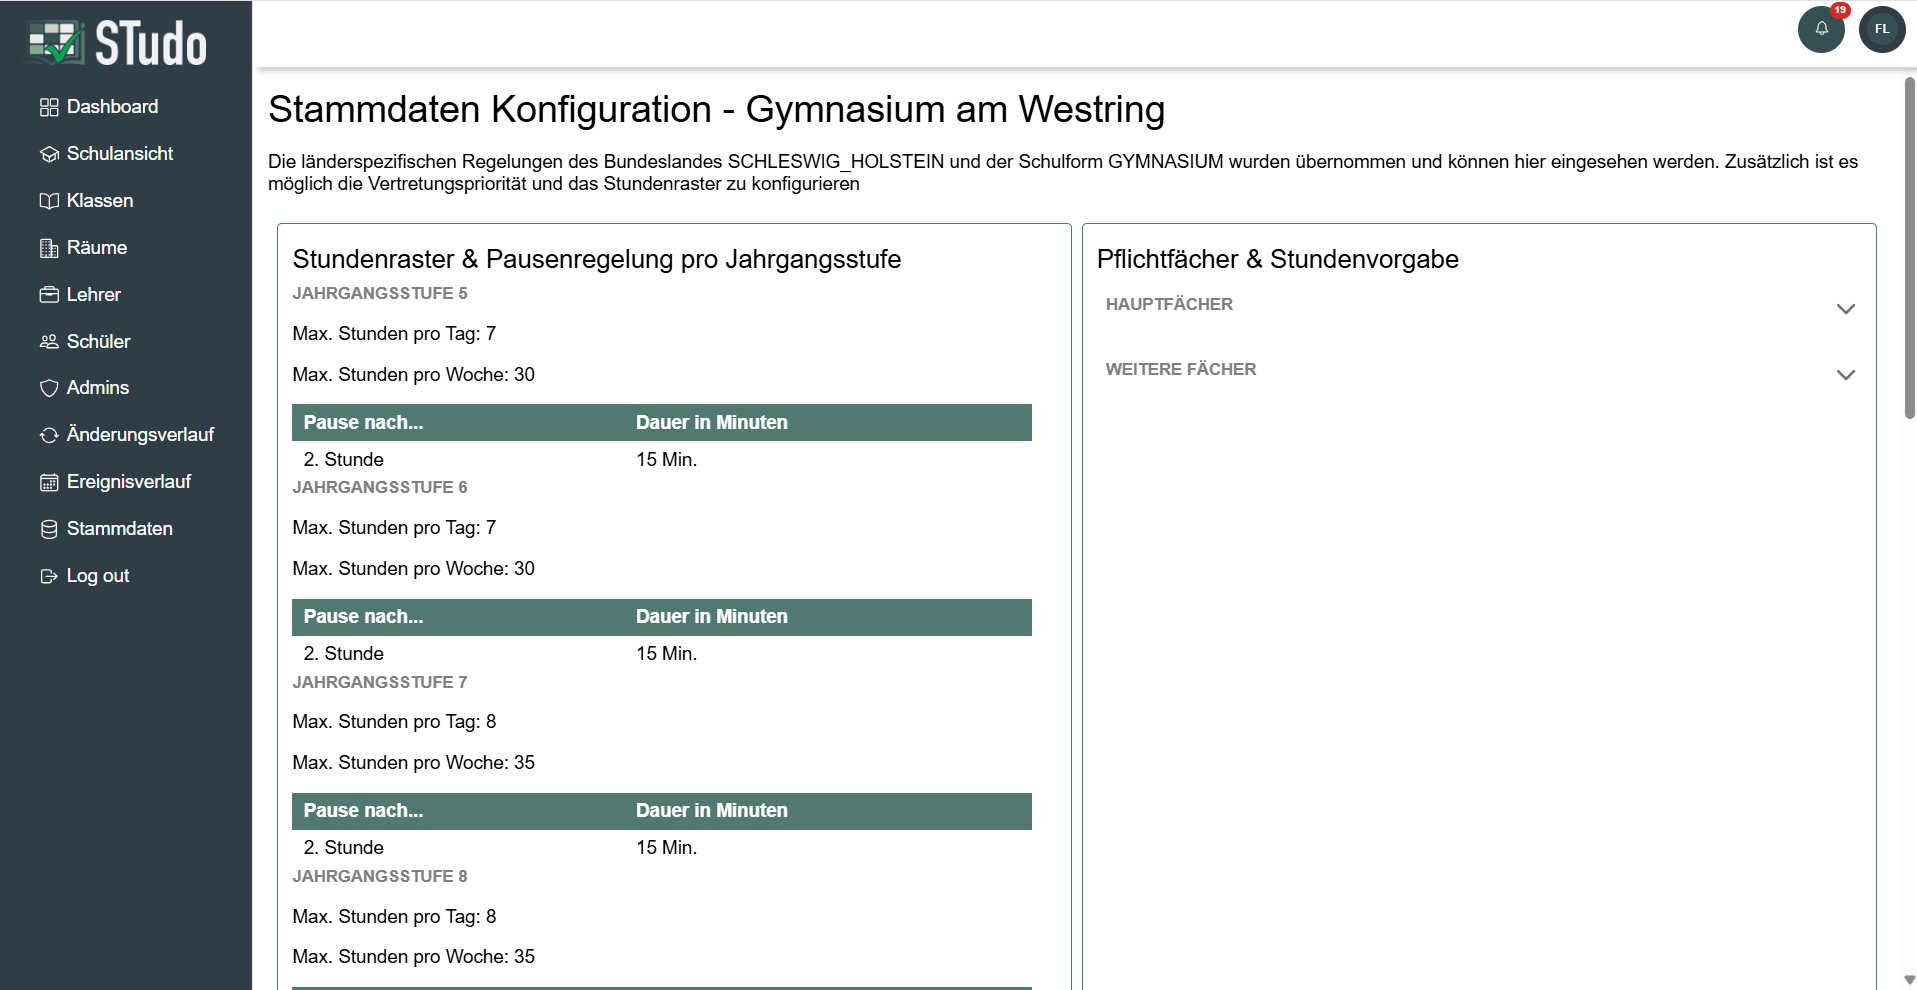 STudo
19
FL
Dashboard
Schulansicht
Klassen
Räume
Lehrer
Schüler
Admins
Änderungsverlauf
Ereignisverlauf
Stammdaten
Log out
Stammdaten Konfiguration - Gymnasium am Westring
Die länderspezifischen Regelungen des Bundeslandes SCHLESWIG_HOLSTEIN und der Schulform GYMNASIUM wurden übernommen und können hier eingesehen werden. Zusätzlich ist es
möglich die Vertretungspriorität und das Stundenraster zu konfigurieren
Stundenraster & Pausenregelung pro Jahrgangsstufe
JAHRGANGSSTUFE 5
Max. Stunden pro Tag: 7
Max. Stunden pro Woche: 30
Pause nach... Dauer in Minuten
2. Stunde 15 Min.
JAHRGANGSSTUFE 6
Max. Stunden pro Tag: 7
Max. Stunden pro Woche: 30
Pause nach... Dauer in Minuten
2. Stunde 15 Min.
JAHRGANGSSTUFE 7
Max. Stunden pro Tag: 8
Max. Stunden pro Woche: 35
Pause nach... Dauer in Minuten
2. Stunde 15 Min.
JAHRGANGSSTUFE 8
Max. Stunden pro Tag: 8
Max. Stunden pro Woche: 35
Pflichtfächer & Stundenvorgabe
HAUPTFÄCHER
WEITERE FÄCHER